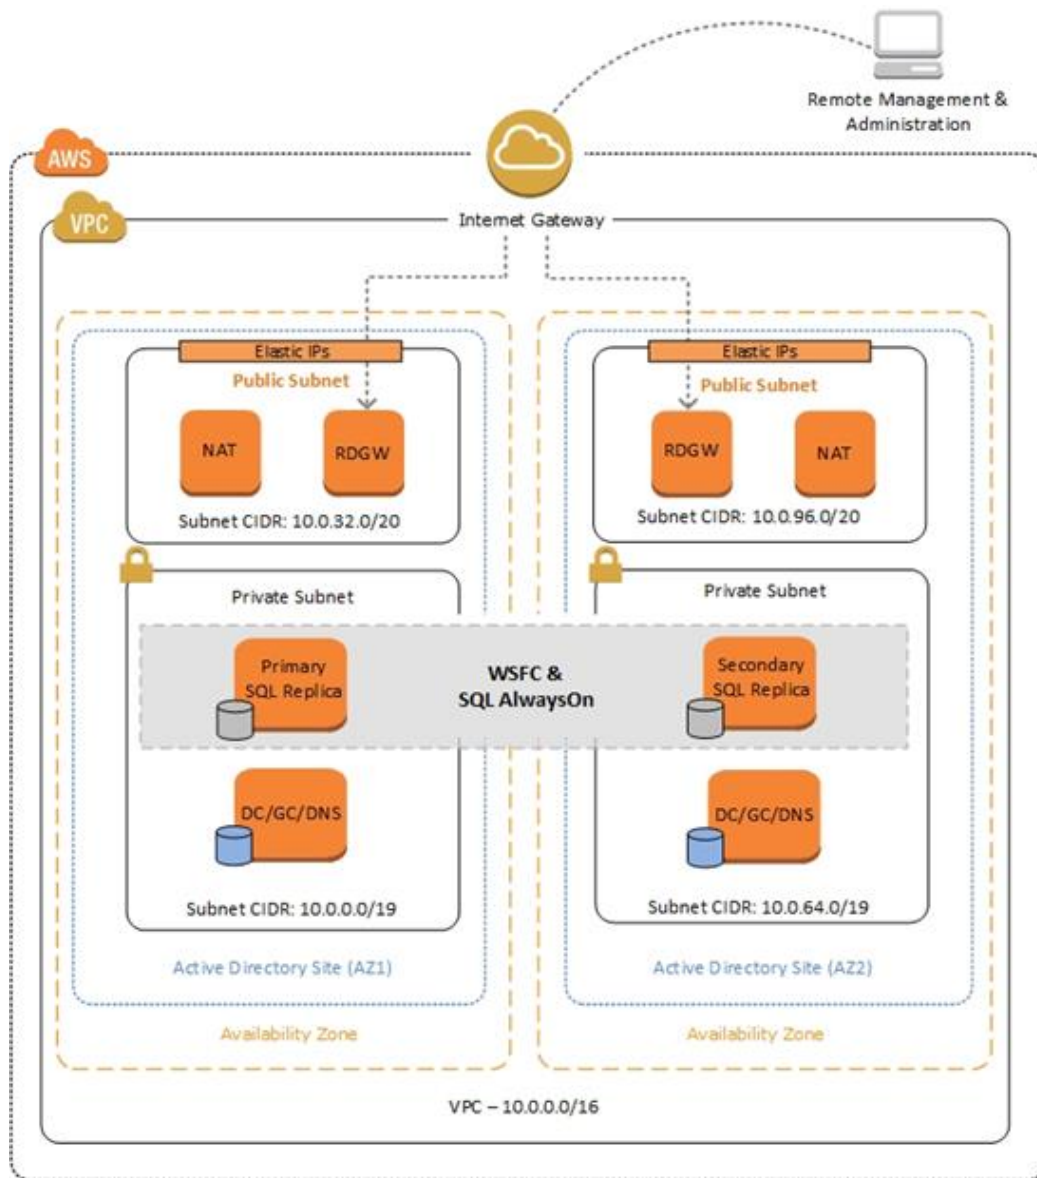 Remote Management &
Administration
AWS
VPC
Internet Gateway
Elastic IPs
Public Subnet
NAT
RDGW
Subnet CIDR: 10.0.32.0/20
Elastic IPs
Public Subnet
RDGW
NAT
Subnet CIDR: 10.0.96.0/20
Private Subnet
Private Subnet
Primary
SQL Replica
WSFC &
SQL AlwaysOn
Secondary
SQL Replica
DC/GC/DNS
DC/GC/DNS
Subnet CIDR: 10.0.0.0/19
Subnet CIDR: 10.0.64.0/19
Active Directory Site (AZ1)
Active Directory Site (AZ2)
Availability Zone
Availability Zone
VPC – 10.0.0.0/16